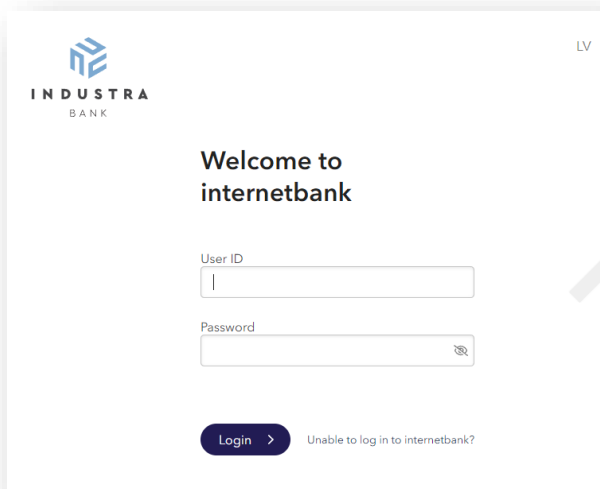 LV
INDUSTRA
BANK
Welcome to
internetbank
User ID
Password
Login
Unable to log in to internetbank?